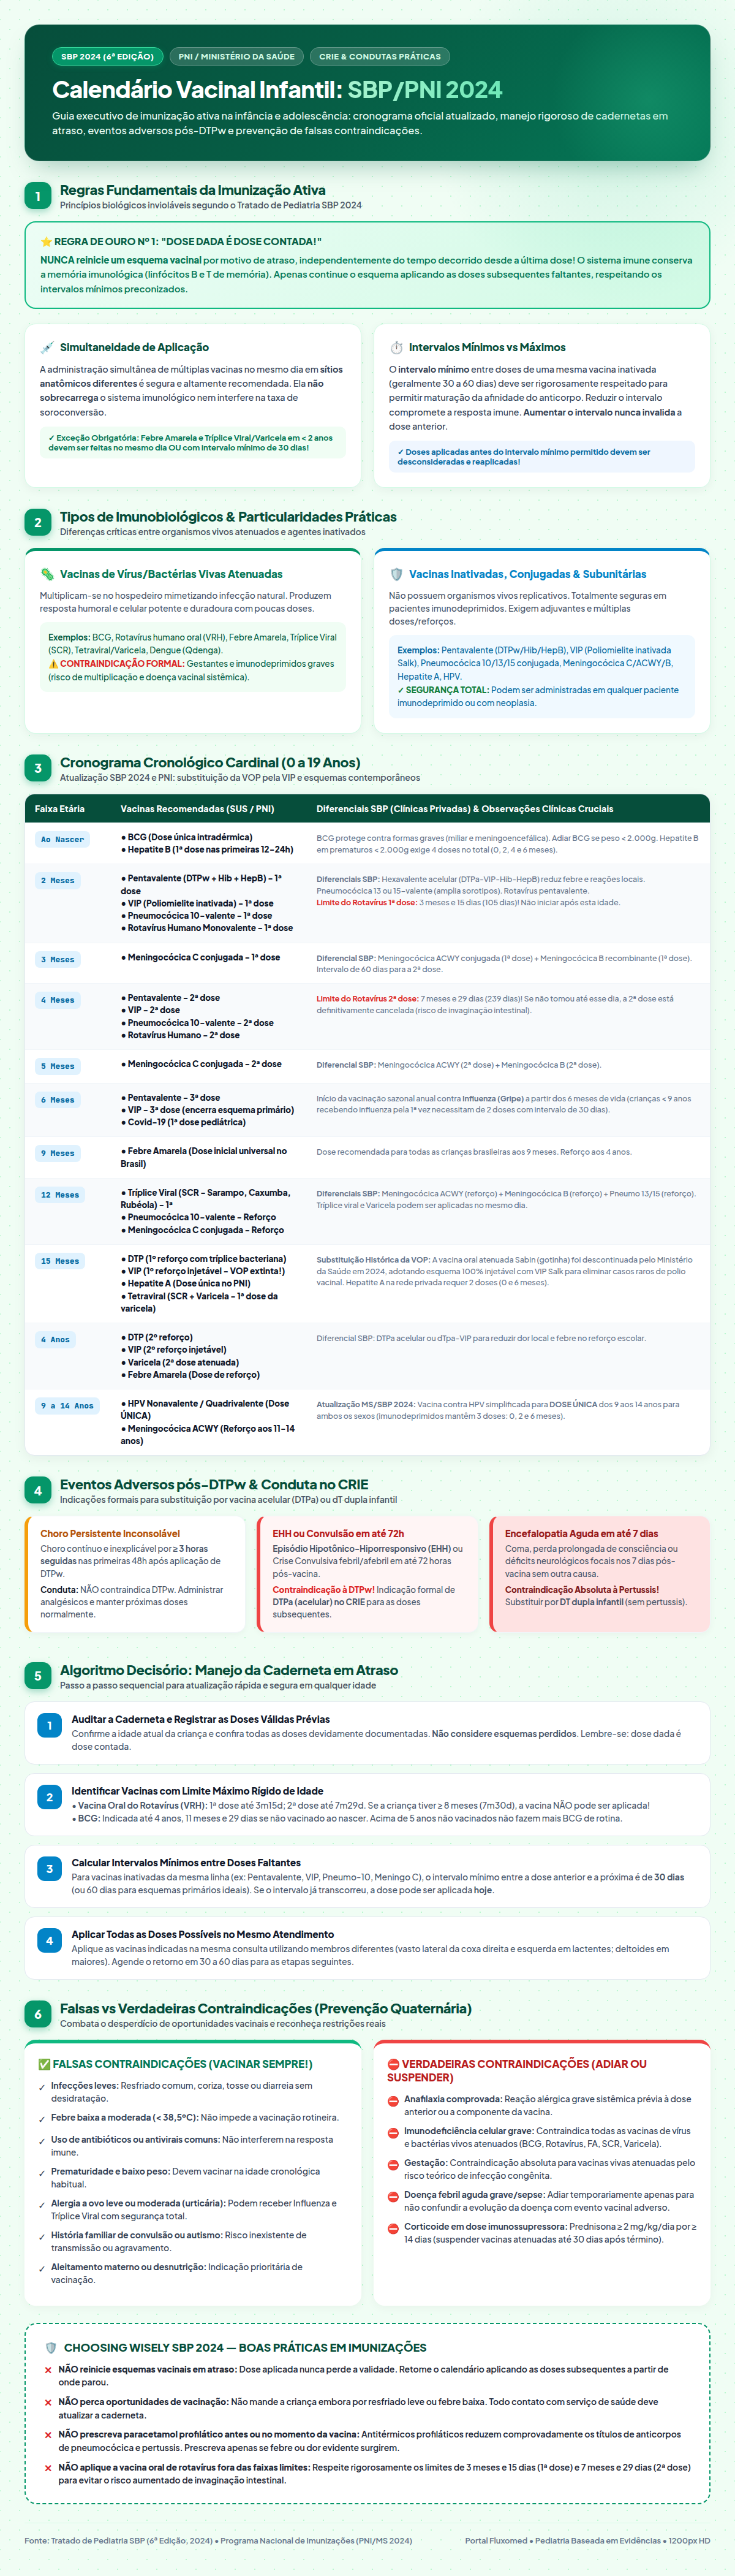 SBP 2024 (6ª EDIÇÃO)
PNI / MINISTÉRIO DA SAÚDE
CRIE & CONDUTAS PRÁTICAS
Calendário Vacinal Infantil: SBP/PNI 2024
Guia executivo de imunização ativa na infância e adolescência: cronograma oficial atualizado, manejo rigoroso de cadernetas em
atraso, eventos adversos pós-DTPw e prevenção de falsas contraindicações.
1
Regras Fundamentais da Imunização Ativa
Princípios biológicos invioláveis segundo o Tratado de Pediatria SBP 2024
⭐ REGRA DE OURO Nº 1: "DOSE DADA É DOSE CONTADA!"
NUNCA reinicie um esquema vacinal por motivo de atraso, independentemente do tempo decorrido desde a última dose! O sistema imune conserva
a memória imunológica (linfócitos B e T de memória). Apenas continue o esquema aplicando as doses subsequentes faltantes, respeitando os
intervalos mínimos preconizados.
Simultaneidade de Aplicação
A administração simultânea de múltiplas vacinas no mesmo dia em sítios
anatômicos diferentes é segura e altamente recomendada. Ela não
sobrecarrega o sistema imunológico nem interfere na taxa de
soroconversão.
✓ Exceção Obrigatória: Febre Amarela e Tríplice Viral/Varicela em < 2 anos
devem ser feitas no mesmo dia OU com intervalo mínimo de 30 dias!
Intervalos Mínimos vs Máximos
O intervalo mínimo entre doses de uma mesma vacina inativada
(geralmente 30 a 60 dias) deve ser rigorosamente respeitado para
permitir maturação da afinidade do anticorpo. Reduzir o intervalo
compromete a resposta imune. Aumentar o intervalo nunca invalida a
dose anterior.
✓ Doses aplicadas antes do intervalo mínimo permitido devem ser
desconsideradas e reaplicadas!
2
Tipos de Imunobiológicos & Particularidades Práticas
Diferenças críticas entre organismos vivos atenuados e agentes inativados
Vacinas de Vírus/Bactérias Vivas Atenuadas
Multiplicam-se no hospedeiro mimetizando infecção natural. Produzem
resposta humoral e celular potente e duradoura com poucas doses.
Exemplos: BCG, Rotavírus humano oral (VRH), Febre Amarela, Tríplice Viral
(SCR), Tetraviral/Varicela, Dengue (Qdenga).
⚠️ CONTRAINDICAÇÃO FORMAL: Gestantes e imunodeprimidos graves
(risco de multiplicação e doença vacinal sistêmica).
Vacinas Inativadas, Conjugadas & Subunitárias
Não possuem organismos vivos replicativos. Totalmente seguras em
pacientes imunodeprimidos. Exigem adjuvantes e múltiplas
doses/reforços.
Exemplos: Pentavalente (DTPw/Hib/HepB), VIP (Poliomielite inativada
Salk), Pneumocócica 10/13/15 conjugada, Meningocócica C/ACWY/B,
Hepatite A, HPV.
✓ SEGURANÇA TOTAL: Podem ser administradas em qualquer paciente
imunodeprimido ou com neoplasia.
3
Cronograma Cronológico Cardinal (0 a 19 Anos)
Atualização SBP 2024 e PNI: substituição da VOP pela VIP e esquemas contemporâneos
Faixa Etária
Vacinas Recomendadas (SUS / PNI)
Diferenciais SBP (Clínicas Privadas) & Observações Clínicas Cruciais
Ao Nascer
● BCG (Dose única intradérmica)
● Hepatite B (1ª dose nas primeiras 12-24h)
BCG protege contra formas graves (miliar e meningoencefálica). Adiar BCG se peso < 2.000g. Hepatite B
em prematuros < 2.000g exige 4 doses no total (0, 2, 4 e 6 meses).
2 Meses
● Pentavalente (DTPw + Hib + HepB) - 1ª
dose
● VIP (Poliomielite inativada) - 1ª dose
● Pneumocócica 10-valente - 1ª dose
● Rotavírus Humano Monovalente - 1ª dose
Diferenciais SBP: Hexavalente acelular (DTPa-VIP-Hib-HepB) reduz febre e reações locais.
Pneumocócica 13 ou 15-valente (amplia sorotipos). Rotavírus pentavalente.
Limite do Rotavírus 1ª dose: 3 meses e 15 dias (105 dias)! Não iniciar após esta idade.
3 Meses
● Meningocócica C conjugada - 1ª dose
Diferencial SBP: Meningocócica ACWY conjugada (1ª dose) + Meningocócica B recombinante (1ª dose).
Intervalo de 60 dias para a 2ª dose.
4 Meses
● Pentavalente - 2ª dose
● VIP - 2ª dose
● Pneumocócica 10-valente - 2ª dose
● Rotavírus Humano - 2ª dose
Limite do Rotavírus 2ª dose: 7 meses e 29 dias (239 dias)! Se não tomou até esse dia, a 2ª dose está
definitivamente cancelada (risco de invaginação intestinal).
5 Meses
● Meningocócica C conjugada - 2ª dose
Diferencial SBP: Meningocócica ACWY (2ª dose) + Meningocócica B (2ª dose).
6 Meses
● Pentavalente - 3ª dose
● VIP - 3ª dose (encerra esquema primário)
● Covid-19 (1ª dose pediátrica)
Início da vacinação sazonal anual contra Influenza (Gripe) a partir dos 6 meses de vida (crianças < 9 anos
recebendo influenza pela 1ª vez necessitam de 2 doses com intervalo de 30 dias).
9 Meses
● Febre Amarela (Dose inicial universal no
Brasil)
Dose recomendada para todas as crianças brasileiras aos 9 meses. Reforço aos 4 anos.
12 Meses
● Tríplice Viral (SCR - Sarampo, Caxumba,
Rubéola) - 1ª
● Pneumocócica 10-valente - Reforço
● Meningocócica C conjugada - Reforço
Diferenciais SBP: Meningocócica ACWY (reforço) + Meningocócica B (reforço) + Pneumo 13/15 (reforço).
Tríplice viral e Varicela podem ser aplicadas no mesmo dia.
15 Meses
● DTP (1º reforço com tríplice bacteriana)
● VIP (1º reforço injetável - VOP extinta!)
● Hepatite A (Dose única no PNI)
● Tetraviral (SCR + Varicela - 1ª dose da
varicela)
Substituição Histórica da VOP: A vacina oral atenuada Sabin (gotinha) foi descontinuada pelo Ministério
da Saúde em 2024, adotando esquema 100% injetável com VIP Salk para eliminar casos raros de polio
vacinal. Hepatite A na rede privada requer 2 doses (0 e 6 meses).
4 Anos
● DTP (2º reforço)
● VIP (2º reforço injetável)
● Varicela (2ª dose atenuada)
● Febre Amarela (Dose de reforço)
Diferencial SBP: DTPa acelular ou dTpa-VIP para reduzir dor local e febre no reforço escolar.
9 a 14 Anos
● HPV Nonavalente / Quadrivalente (Dose
ÚNICA)
● Meningocócica ACWY (Reforço aos 11-14
anos)
Atualização MS/SBP 2024: Vacina contra HPV simplificada para DOSE ÚNICA dos 9 aos 14 anos para
ambos os sexos (imunodeprimidos mantêm 3 doses: 0, 2 e 6 meses).
4
Eventos Adversos pós-DTPw & Conduta no CRIE
Indicações formais para substituição por vacina acelular (DTPa) ou dT dupla infantil
Choro Persistente Inconsolável
Choro contínuo e inexplicável por ≥ 3 horas
seguidas nas primeiras 48h após aplicação de
DTPw.
Conduta: NÃO contraindica DTPw. Administrar
analgésicos e manter próximas doses
normalmente.
EHH ou Convulsão em até 72h
Episódio Hipotônico-Hiporresponsivo (EHH) ou
Crise Convulsiva febril/afebril em até 72 horas
pós-vacina.
Contraindicação à DTPw! Indicação formal de
DTPa (acelular) no CRIE para as doses
subsequentes.
Encefalopatia Aguda em até 7 dias
Coma, perda prolongada de consciência ou
déficits neurológicos focais nos 7 dias pós-
vacina sem outra causa.
Contraindicação Absoluta à Pertussis!
Substituir por DT dupla infantil (sem pertussis).
5
Algoritmo Decisório: Manejo da Caderneta em Atraso
Passo a passo sequencial para atualização rápida e segura em qualquer idade
1
Auditar a Caderneta e Registrar as Doses Válidas Prévias
Confirme a idade atual da criança e confira todas as doses devidamente documentadas. Não considere esquemas perdidos. Lembre-se: dose dada é
dose contada.
2
Identificar Vacinas com Limite Máximo Rígido de Idade
• Vacina Oral do Rotavírus (VRH): 1ª dose até 3m15d; 2ª dose até 7m29d. Se a criança tiver ≥ 8 meses (7m30d), a vacina NÃO pode ser aplicada!
• BCG: Indicada até 4 anos, 11 meses e 29 dias se não vacinado ao nascer. Acima de 5 anos não vacinados não fazem mais BCG de rotina.
3
Calcular Intervalos Mínimos entre Doses Faltantes
Para vacinas inativadas da mesma linha (ex: Pentavalente, VIP, Pneumo-10, Meningo C), o intervalo mínimo entre a dose anterior e a próxima é de 30 dias
(ou 60 dias para esquemas primários ideais). Se o intervalo já transcorreu, a dose pode ser aplicada hoje.
4
Aplicar Todas as Doses Possíveis no Mesmo Atendimento
Aplique as vacinas indicadas na mesma consulta utilizando membros diferentes (vasto lateral da coxa direita e esquerda em lactentes; deltoides em
maiores). Agende o retorno em 30 a 60 dias para as etapas seguintes.
6
Falsas vs Verdadeiras Contraindicações (Prevenção Quaternária)
Combata o desperdício de oportunidades vacinais e reconheça restrições reais
✅ FALSAS CONTRAINDICAÇÕES (VACINAR SEMPRE!)
✓ Infecções leves: Resfriado comum, coriza, tosse ou diarreia sem
desidratação.
✓ Febre baixa a moderada (< 38,5ºC): Não impede a vacinação rotineira.
✓ Uso de antibióticos ou antivirais comuns: Não interferem na resposta
imune.
✓ Prematuridade e baixo peso: Devem vacinar na idade cronológica
habitual.
✓ Alergia a ovo leve ou moderada (urticária): Podem receber Influenza e
Tríplice Viral com segurança total.
✓ História familiar de convulsão ou autismo: Risco inexistente de
transmissão ou agravamento.
✓ Aleitamento materno ou desnutrição: Indicação prioritária de
vacinação.
⛔ VERDADEIRAS CONTRAINDICAÇÕES (ADIAR OU
SUSPENDER)
⛔ Anafilaxia comprovada: Reação alérgica grave sistêmica prévia à dose
anterior ou a componente da vacina.
⛔ Imunodeficiência celular grave: Contraindica todas as vacinas de vírus
e bactérias vivos atenuados (BCG, Rotavírus, FA, SCR, Varicela).
⛔ Gestação: Contraindicação absoluta para vacinas vivas atenuadas pelo
risco teórico de infecção congênita.
⛔ Doença febril aguda grave/sepse: Adiar temporariamente apenas para
não confundir a evolução da doença com evento vacinal adverso.
⛔ Corticoide em dose imunossupressora: Prednisona ≥ 2 mg/kg/dia por ≥
14 dias (suspender vacinas atenuadas até 30 dias após término).
CHOOSING WISELY SBP 2024 — BOAS PRÁTICAS EM IMUNIZAÇÕES
✕ NÃO reinicie esquemas vacinais em atraso: Dose aplicada nunca perde a validade. Retome o calendário aplicando as doses subsequentes a partir de
onde parou.
✕ NÃO perca oportunidades de vacinação: Não mande a criança embora por resfriado leve ou febre baixa. Todo contato com serviço de saúde deve
atualizar a caderneta.
✕ NÃO prescreva paracetamol profilático antes ou no momento da vacina: Antitérmicos profiláticos reduzem comprovadamente os títulos de anticorpos
de pneumocócica e pertussis. Prescreva apenas se febre ou dor evidente surgirem.
✕ NÃO aplique a vacina oral de rotavírus fora das faixas limites: Respeite rigorosamente os limites de 3 meses e 15 dias (1ª dose) e 7 meses e 29 dias (2ª dose)
para evitar o risco aumentado de invaginação intestinal.
Fonte: Tratado de Pediatria SBP (6ª Edição, 2024) • Programa Nacional de Imunizações (PNI/MS 2024)
Portal Fluxomed • Pediatria Baseada em Evidências • 1200px HD